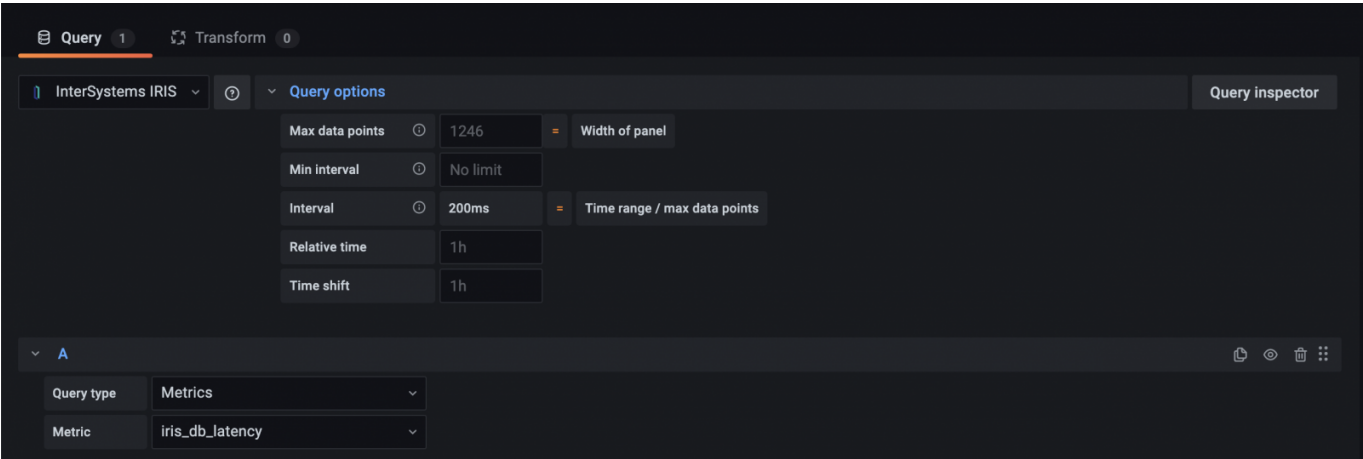 Query 1 Transform 0
InterSystems IRIS Query options Query inspector
Max data points 1246 = Width of panel
Min interval No limit
Interval 200ms = Time range / max data points
Relative time 1h
Time shift 1h
A
Query type Metrics
Metric iris_db_latency